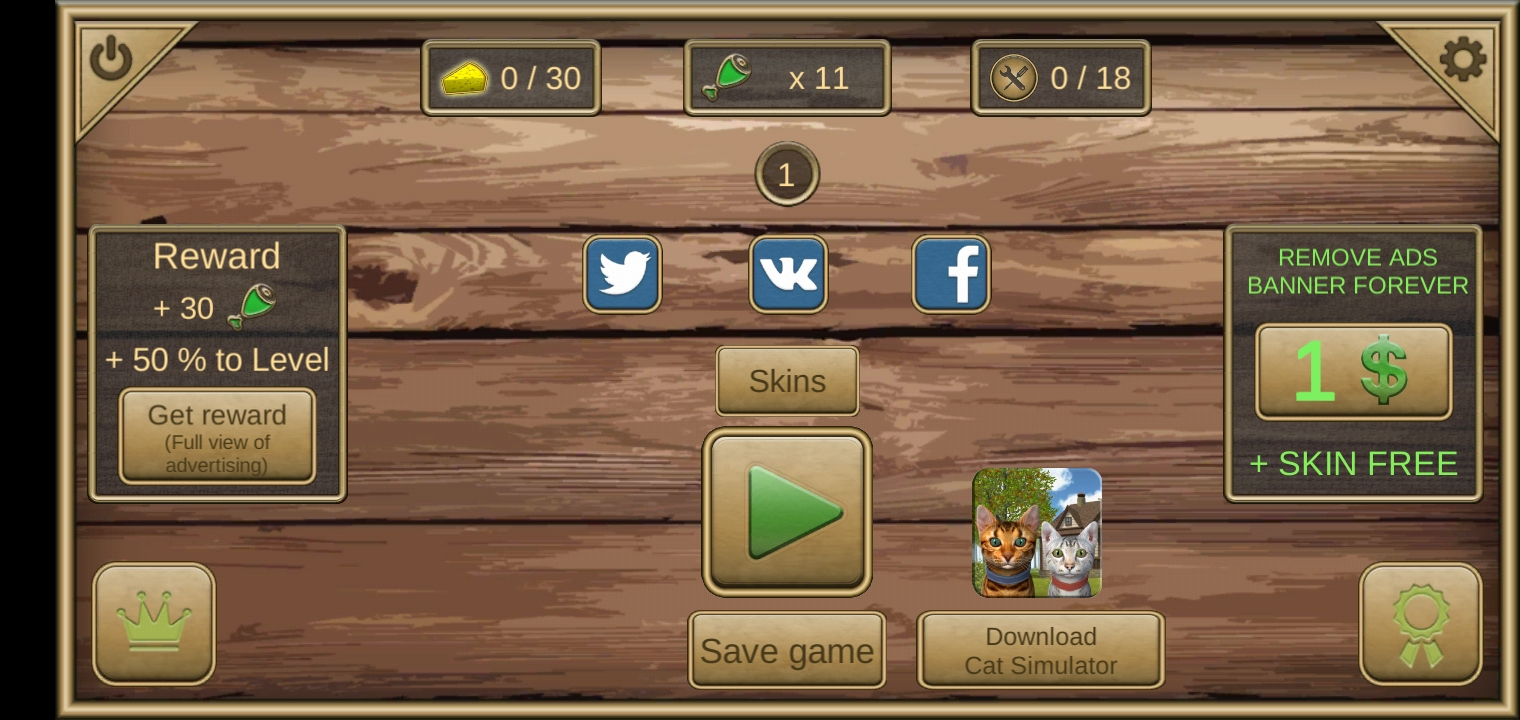 0 / 30
x 11
0 / 18
1
Reward
+ 30
+ 50 % to Level
Get reward
(Full view of
advertising)
REMOVE ADS
BANNER FOREVER
1 $
+ SKIN FREE
Skins
Save game
Download
Cat Simulator